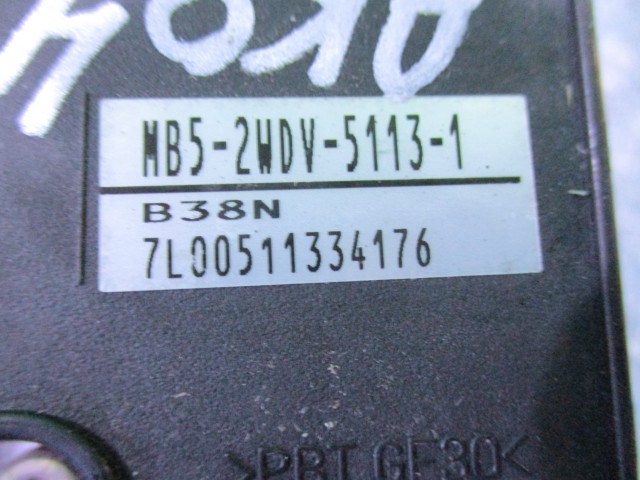 MB5-2WDV-5113-1
B38N
7L00511334176
>PBT GF30<